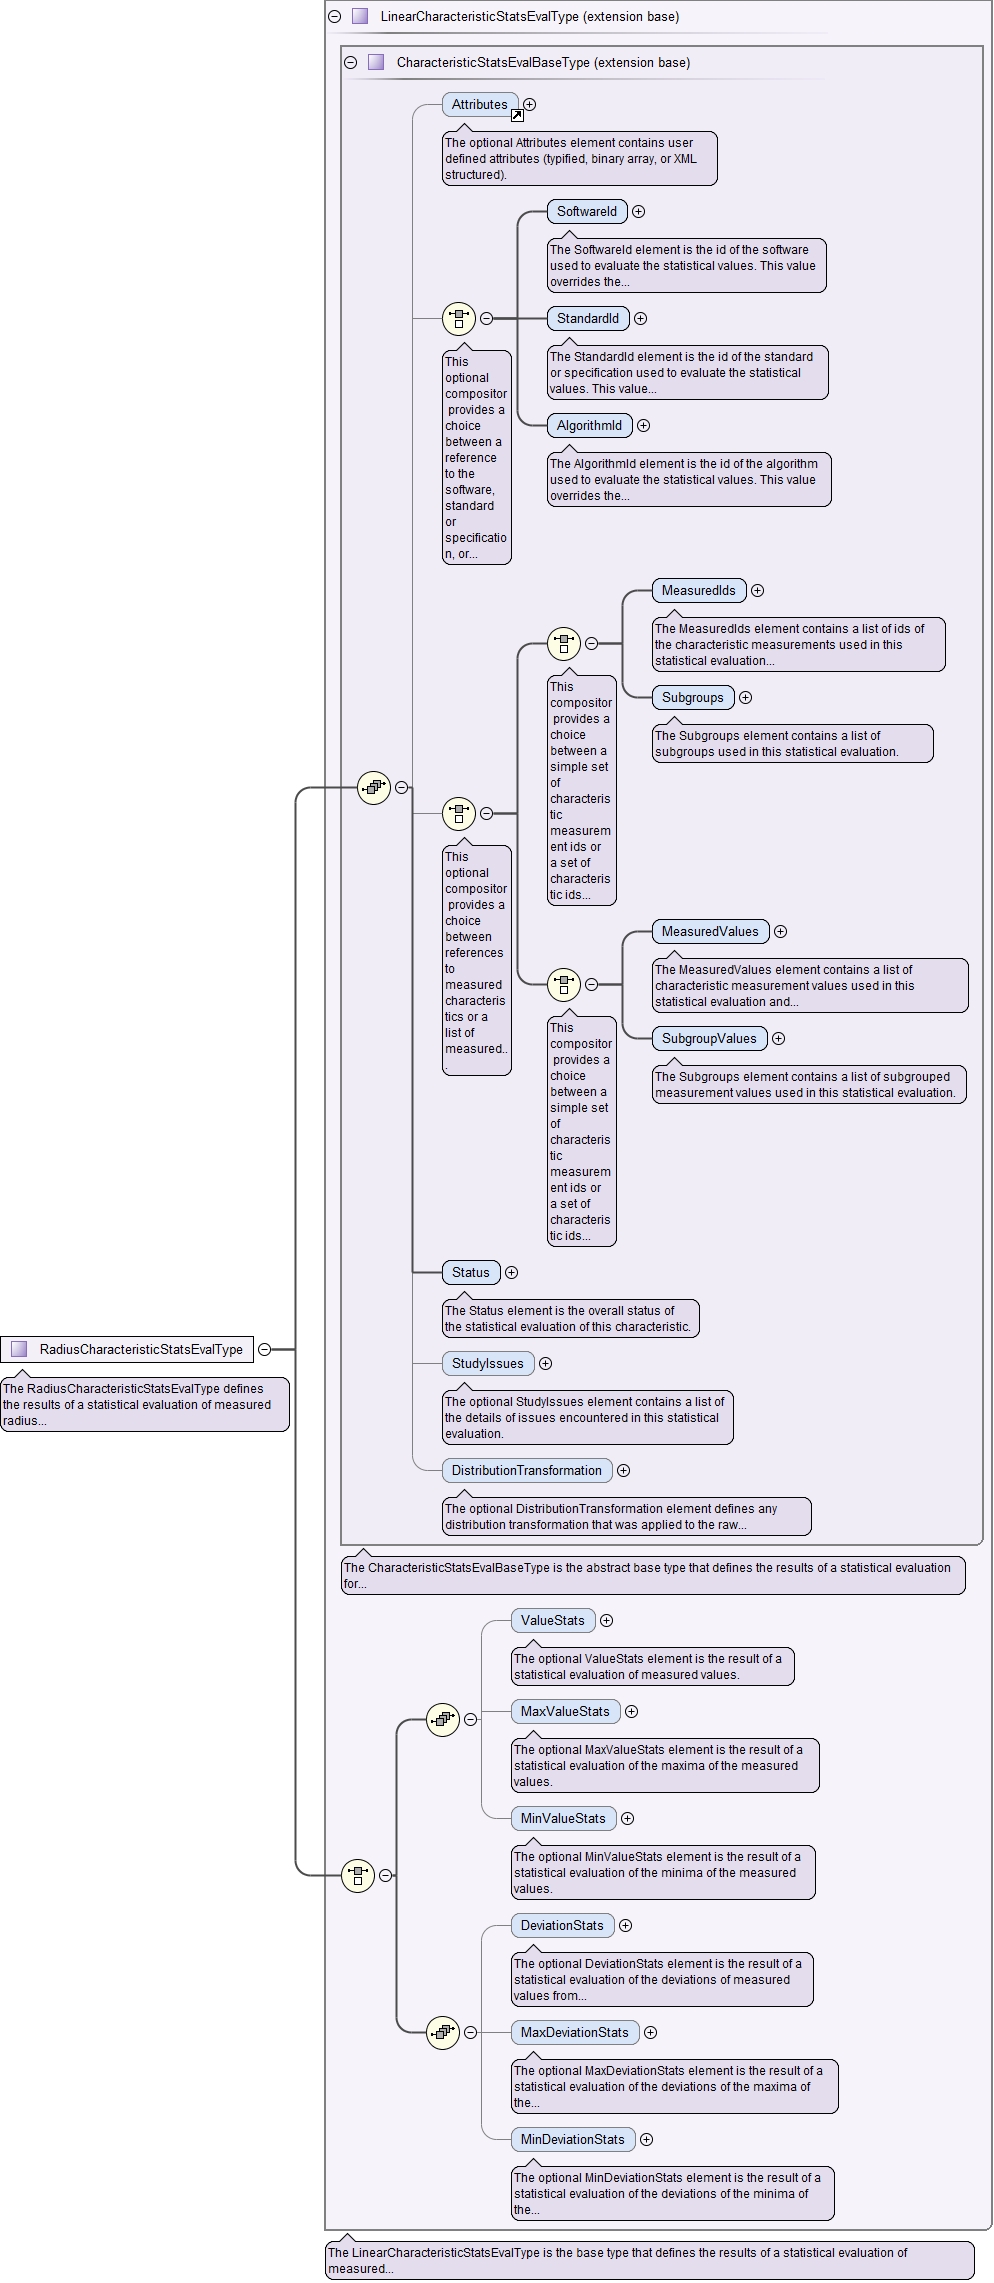 LinearCharacteristicStatsEvalType (extension base)
CharacteristicStatsEvalBaseType (extension base)
Attributes
The optional Attributes element contains user
defined attributes (typified, binary array, or XML
structured).
SoftwareId
The SoftwareId element is the id of the software
used to evaluate the statistical values. This value
overrides the...
StandardId
The StandardId element is the id of the standard
or specification used to evaluate the statistical
values. This value...
AlgorithmId
The AlgorithmId element is the id of the algorithm
used to evaluate the statistical values. This value
overrides the...
This
optional
compositor
provides a
choice
between a
reference
to the
software,
standard
or
specificatio
n, or...
MeasuredIds
The MeasuredIds element contains a list of ids of
the characteristic measurements used in this
statistical evaluation...
Subgroups
The Subgroups element contains a list of
subgroups used in this statistical evaluation.
This
compositor
provides a
choice
between a
simple set
of
characteris
tic
measurem
ent ids or
a set of
characteris
tic ids...
This
optional
compositor
provides a
choice
between
references
to
measured
characteris
tics or a
list of
measured..
.
MeasuredValues
The MeasuredValues element contains a list of
characteristic measurement values used in this
statistical evaluation and...
SubgroupValues
The Subgroups element contains a list of subgrouped
measurement values used in this statistical evaluation.
This
compositor
provides a
choice
between a
simple set
of
characteris
tic
measurem
ent ids or
a set of
characteris
tic ids...
Status
The Status element is the overall status of
the statistical evaluation of this characteristic.
RadiusCharacteristicStatsEvalType
The RadiusCharacteristicStatsEvalType defines
the results of a statistical evaluation of measured
radius...
StudyIssues
The optional StudyIssues element contains a list of
the details of issues encountered in this statistical
evaluation.
DistributionTransformation
The optional DistributionTransformation element defines any
distribution transformation that was applied to the raw...
The CharacteristicStatsEvalBaseType is the abstract base type that defines the results of a statistical evaluation
for...
ValueStats
The optional ValueStats element is the result of a
statistical evaluation of measured values.
MaxValueStats
The optional MaxValueStats element is the result of a
statistical evaluation of the maxima of the measured
values.
MinValueStats
The optional MinValueStats element is the result of a
statistical evaluation of the minima of the measured
values.
DeviationStats
The optional DeviationStats element is the result of a
statistical evaluation of the deviations of measured
values from...
MaxDeviationStats
The optional MaxDeviationStats element is the result of a
statistical evaluation of the deviations of the maxima of
the...
MinDeviationStats
The optional MinDeviationStats element is the result of a
statistical evaluation of the deviations of the minima of
the...
The LinearCharacteristicStatsEvalType is the base type that defines the results of a statistical evaluation of
measured...